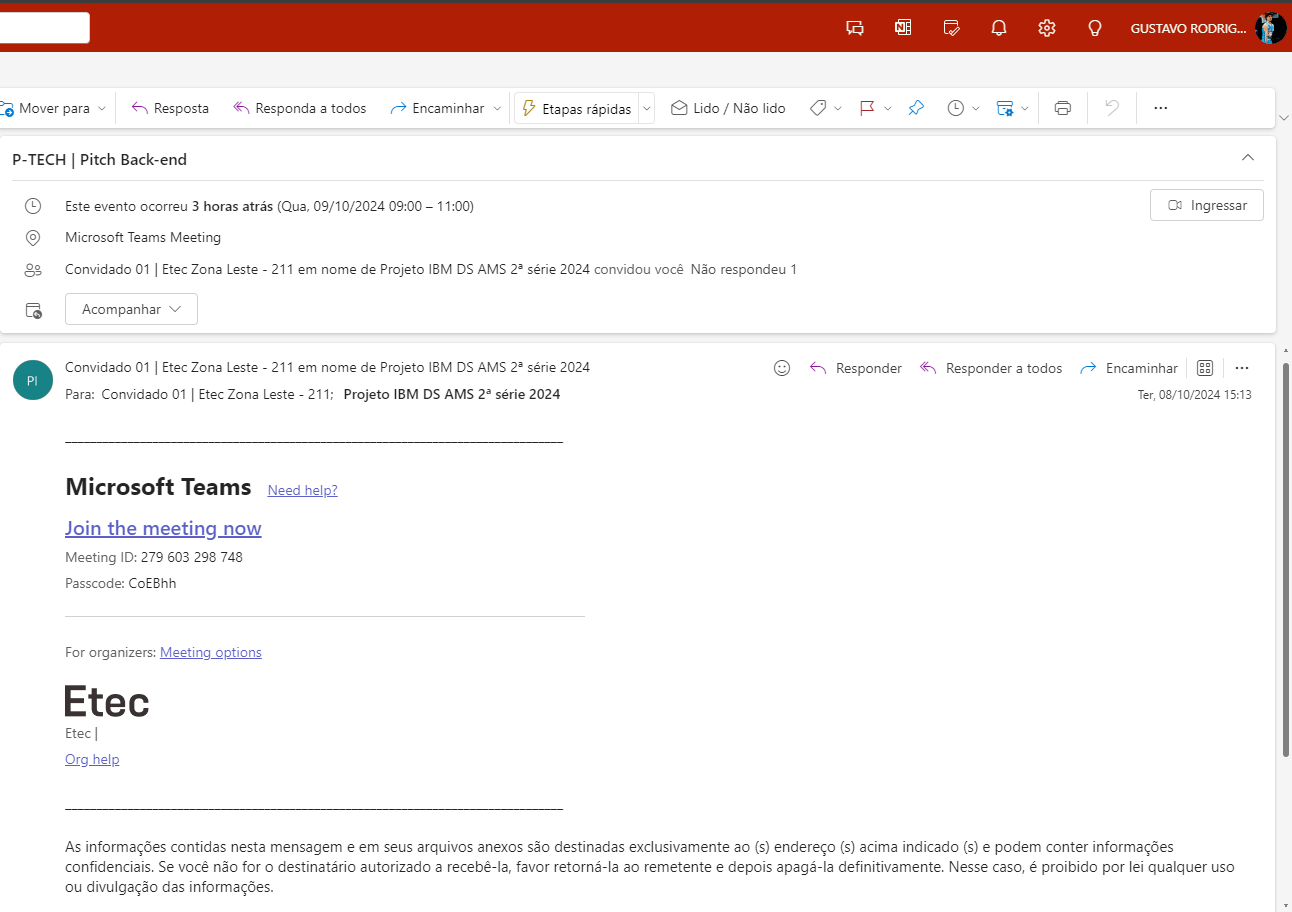 GUSTAVO RODRIG...
Mover para
Resposta
Responda a todos
Encaminhar
Etapas rápidas
Lido / Não lido
P-TECH | Pitch Back-end
Este evento ocorreu 3 horas atrás (Qua, 09/10/2024 09:00 – 11:00)
Ingressar
Microsoft Teams Meeting
Convidado 01 | Etec Zona Leste - 211 em nome de Projeto IBM DS AMS 2ª série 2024 convidou você Não respondeu 1
Acompanhar
PI
Convidado 01 | Etec Zona Leste - 211 em nome de Projeto IBM DS AMS 2ª série 2024
Responder
Responder a todos
Encaminhar
Para: Convidado 01 | Etec Zona Leste - 211; Projeto IBM DS AMS 2ª série 2024
Ter, 08/10/2024 15:13
Microsoft Teams Need help?
Join the meeting now
Meeting ID: 279 603 298 748
Passcode: CoEBhh
For organizers: Meeting options
Etec
Etec |
Org help
As informações contidas nesta mensagem e em seus arquivos anexos são destinadas exclusivamente ao (s) endereço (s) acima indicado (s) e podem conter informações
confidenciais. Se você não for o destinatário autorizado a recebê-la, favor retorná-la ao remetente e depois apagá-la definitivamente. Nesse caso, é proibido por lei qualquer uso
ou divulgação das informações.